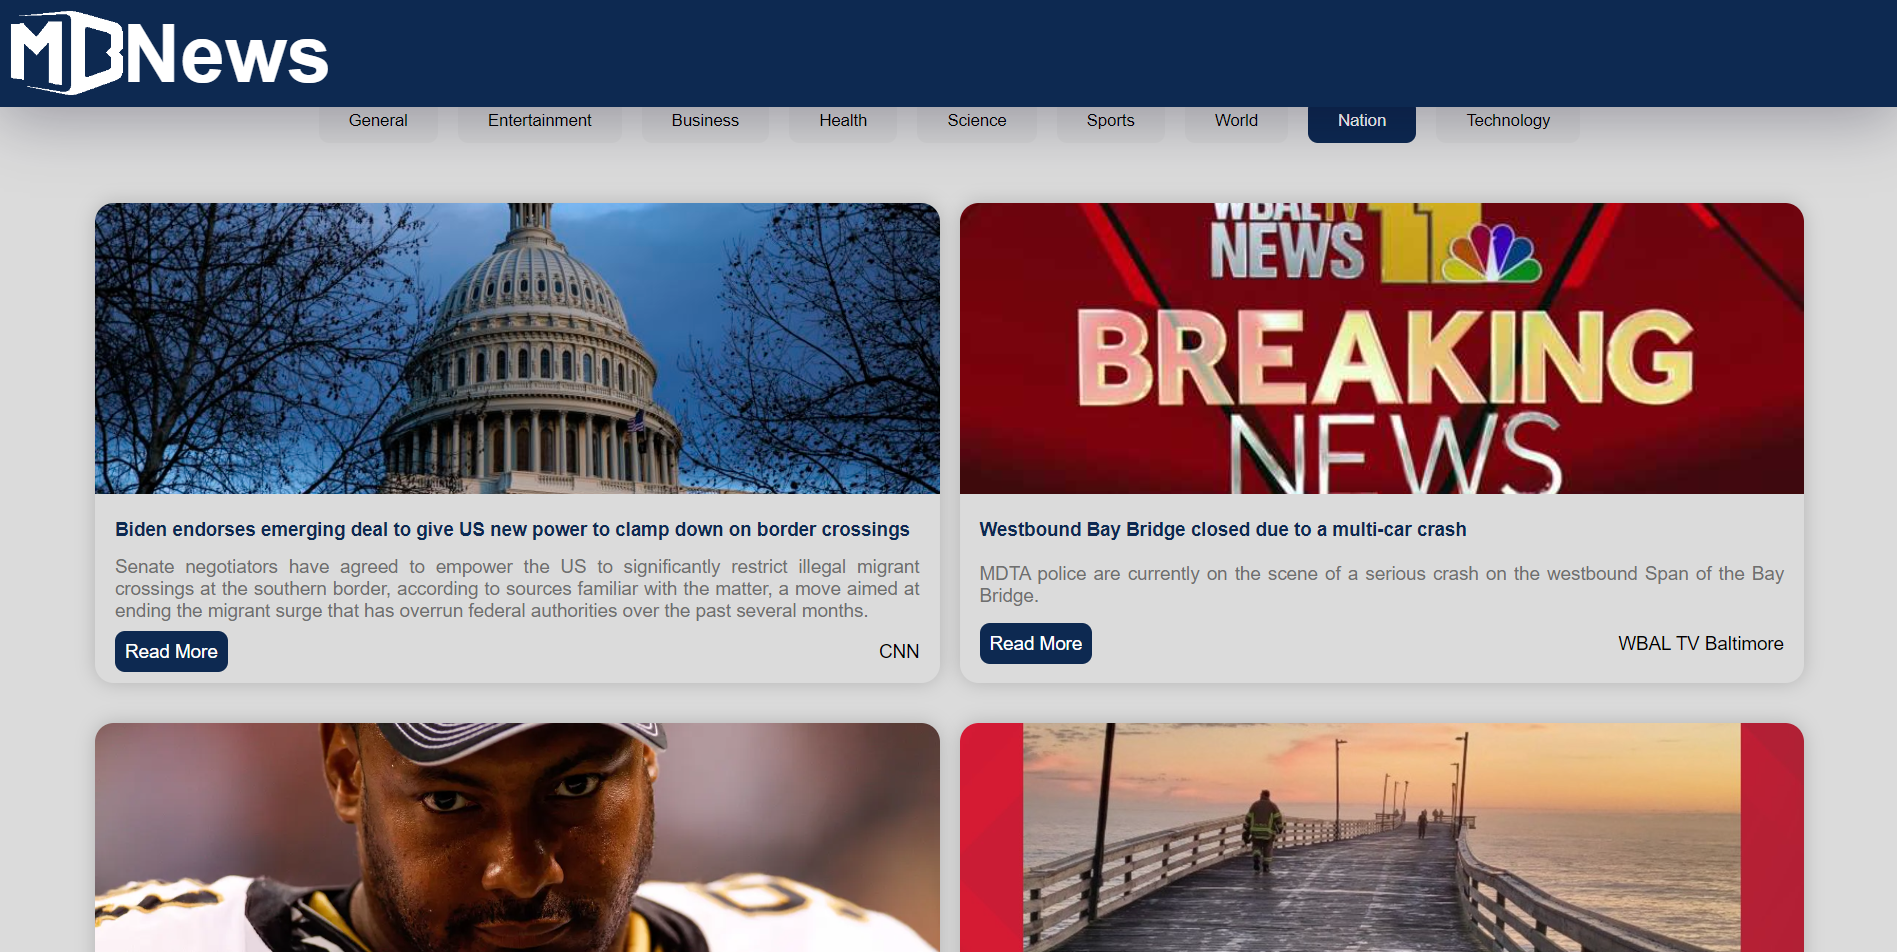 MBNews
General Entertainment Business Health Science Sports World Nation Technology
WBALTV 11
NEWS
BREAKING
NEWS
Biden endorses emerging deal to give US new power to clamp down on border crossings
Senate negotiators have agreed to empower the US to significantly restrict illegal migrant
crossings at the southern border, according to sources familiar with the matter, a move aimed at
ending the migrant surge that has overrun federal authorities over the past several months.
Read More
CNN
Westbound Bay Bridge closed due to a multi-car crash
MDTA police are currently on the scene of a serious crash on the westbound Span of the Bay
Bridge.
Read More
WBAL TV Baltimore